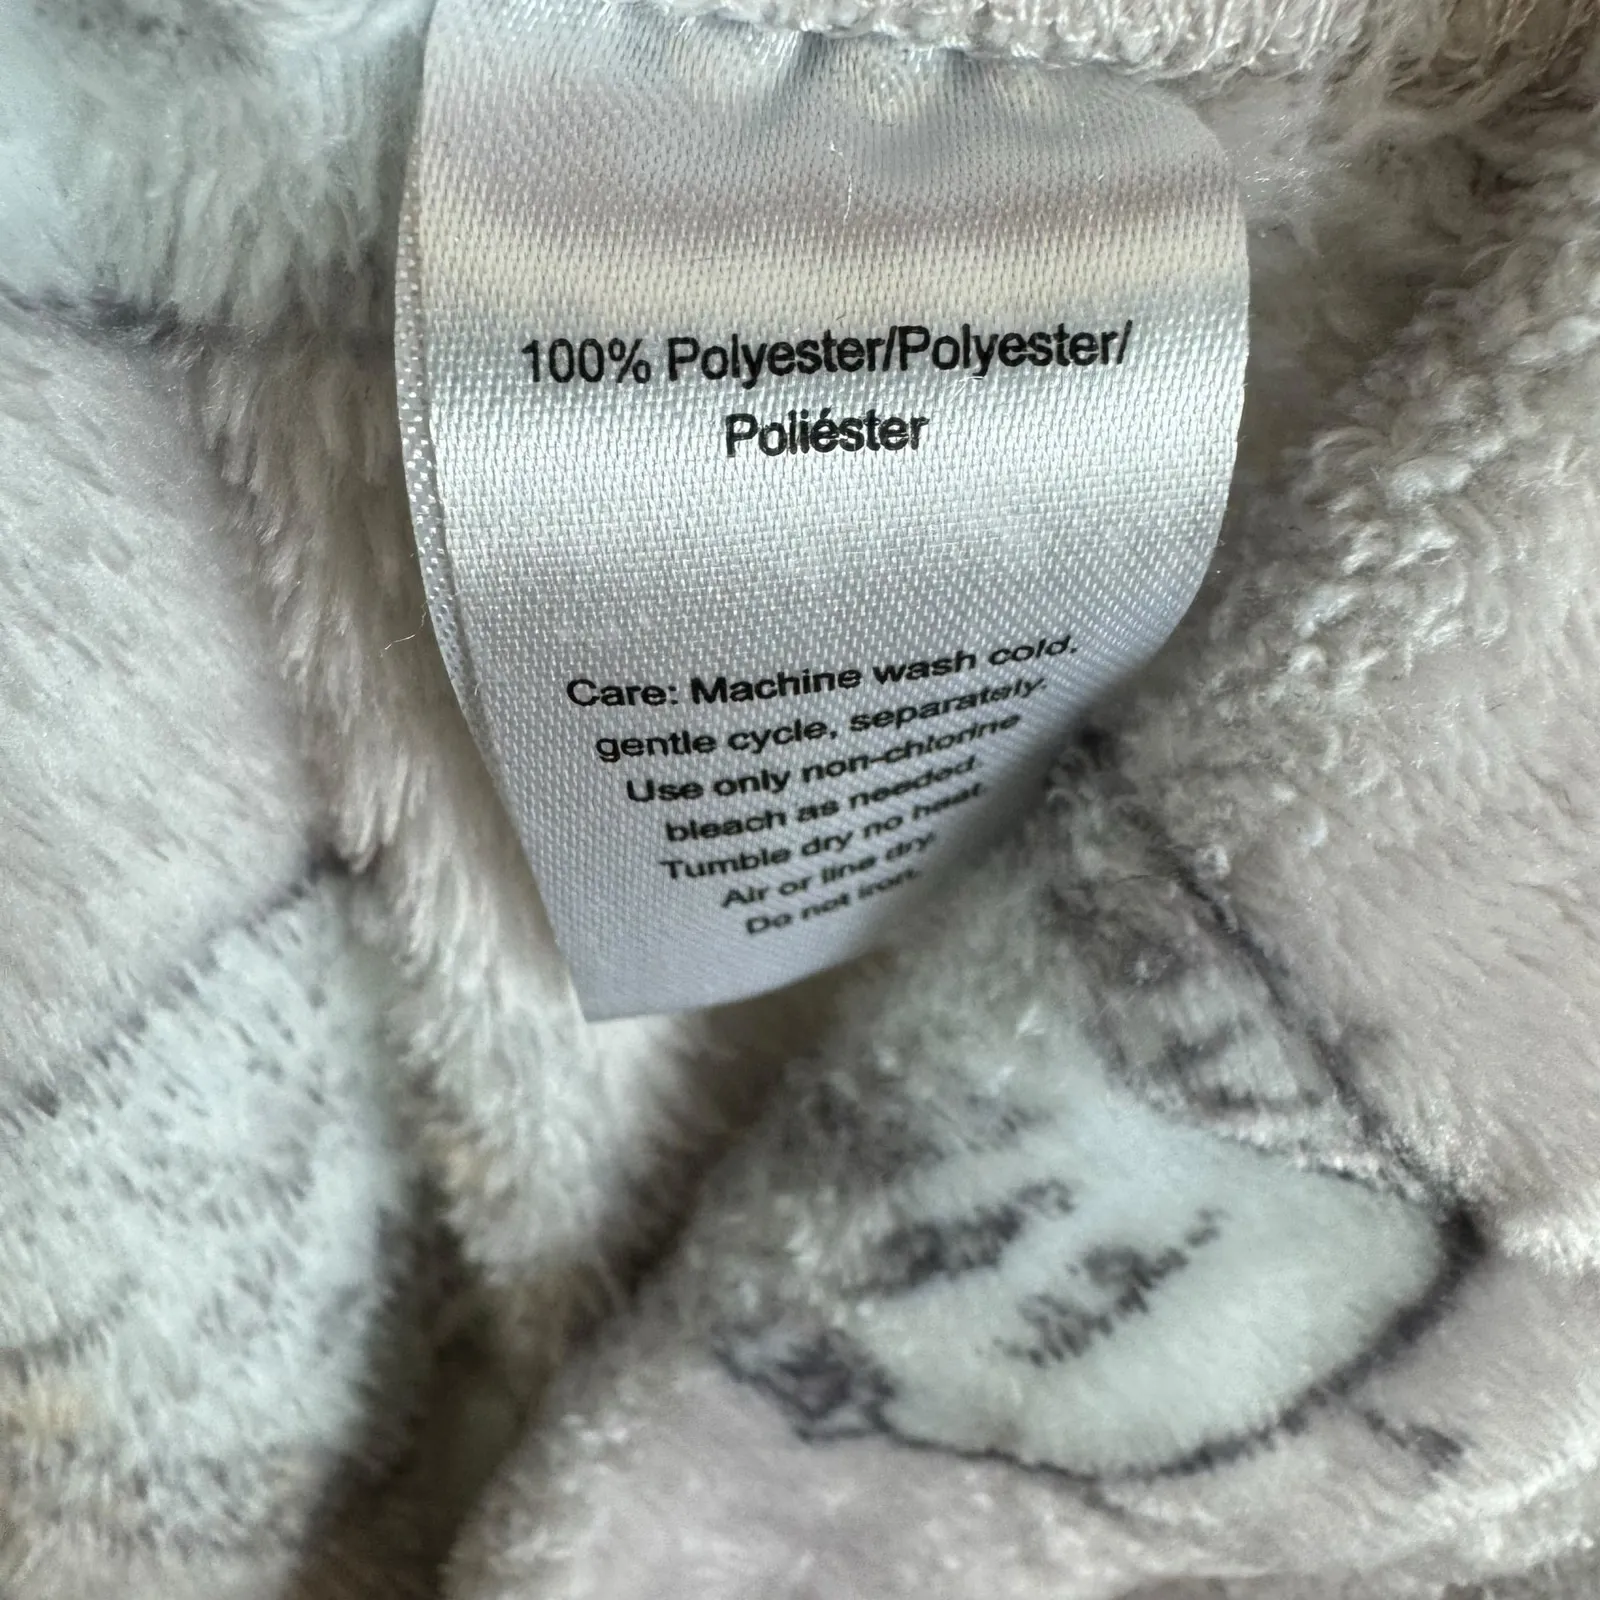 100% Polyester/Polyester/
Poliéster
Care: Machine wash cold,
gentle cycle, separately.
Use only non-chlorine
bleach as needed.
Tumble dry no heat.
Air or line dry.
Do not iron.